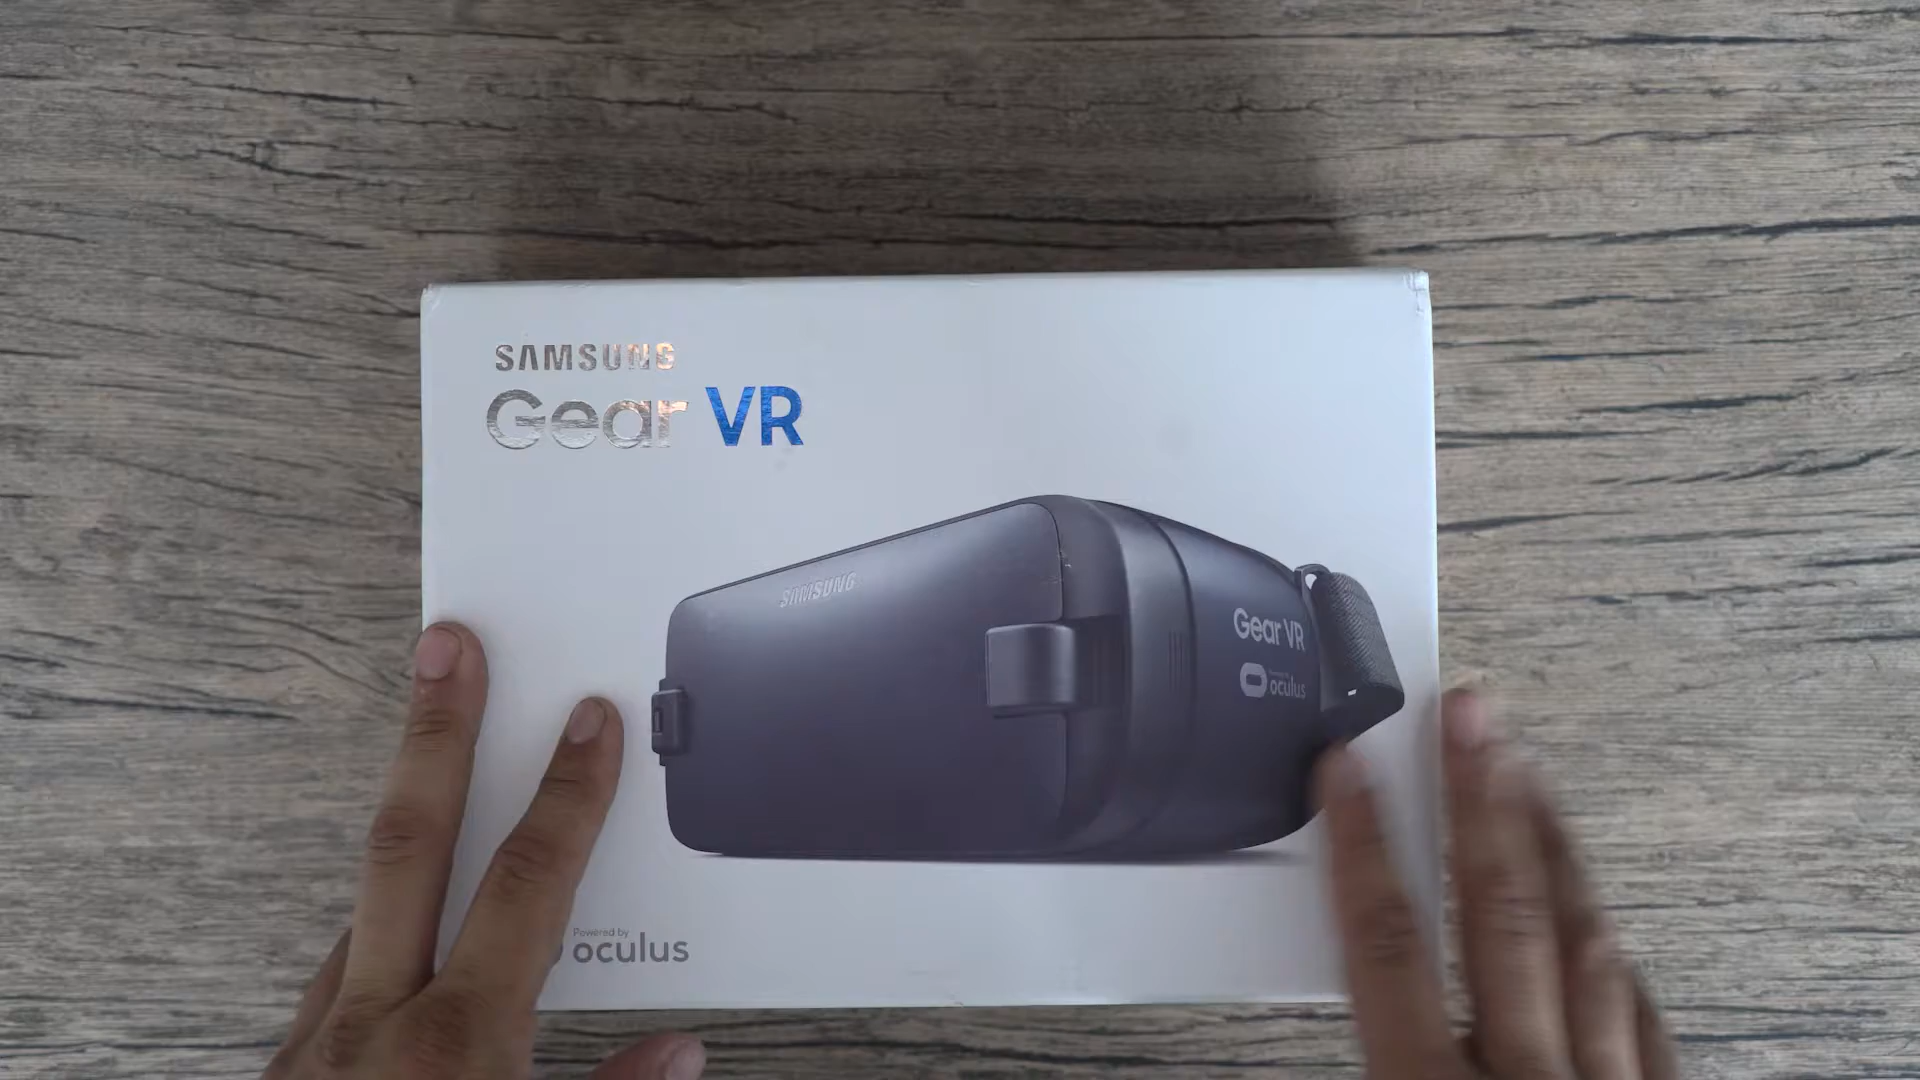 SAMSUNG
Gear VR
SAMSUNG
Gear VR
oculus
Powered by
oculus